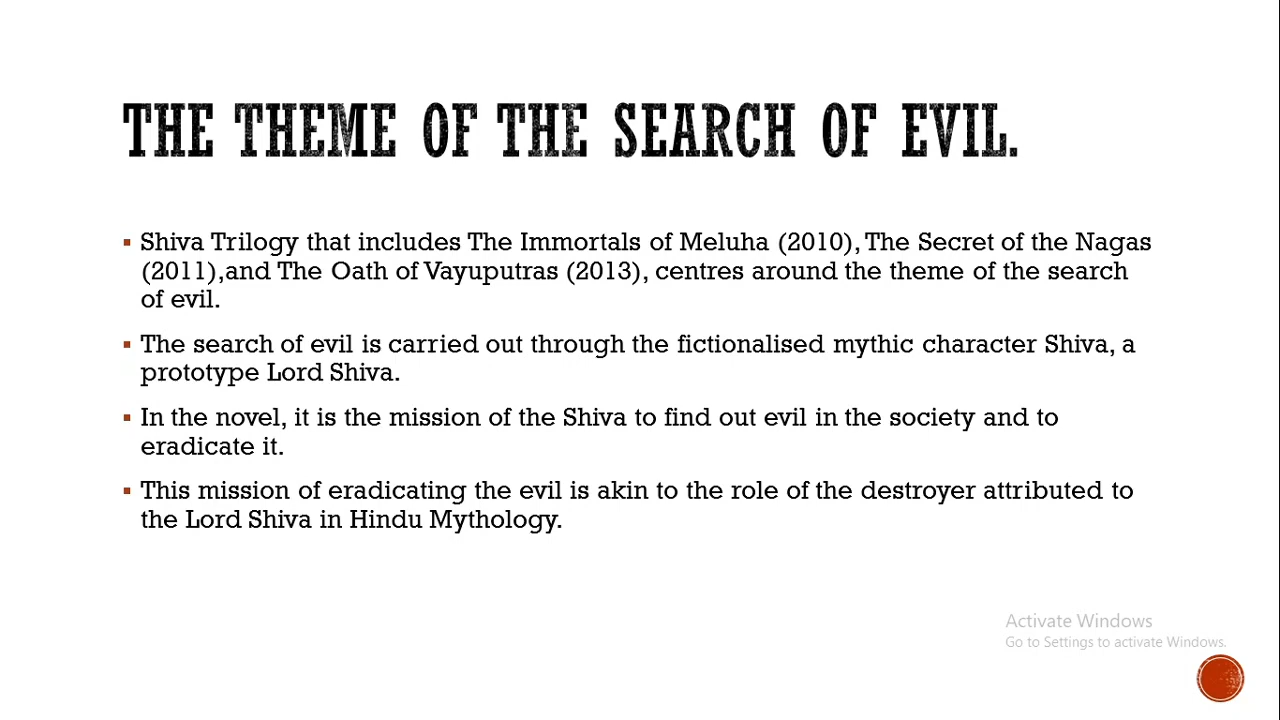 THE THEME OF THE SEARCH OF EVIL.
▪ Shiva Trilogy that includes The Immortals of Meluha (2010), The Secret of the Nagas
(2011),and The Oath of Vayuputras (2013), centres around the theme of the search
of evil.
▪ The search of evil is carried out through the fictionalised mythic character Shiva, a
prototype Lord Shiva.
▪ In the novel, it is the mission of the Shiva to find out evil in the society and to
eradicate it.
▪ This mission of eradicating the evil is akin to the role of the destroyer attributed to
the Lord Shiva in Hindu Mythology.
Activate Windows
Go to Settings to activate Windows.